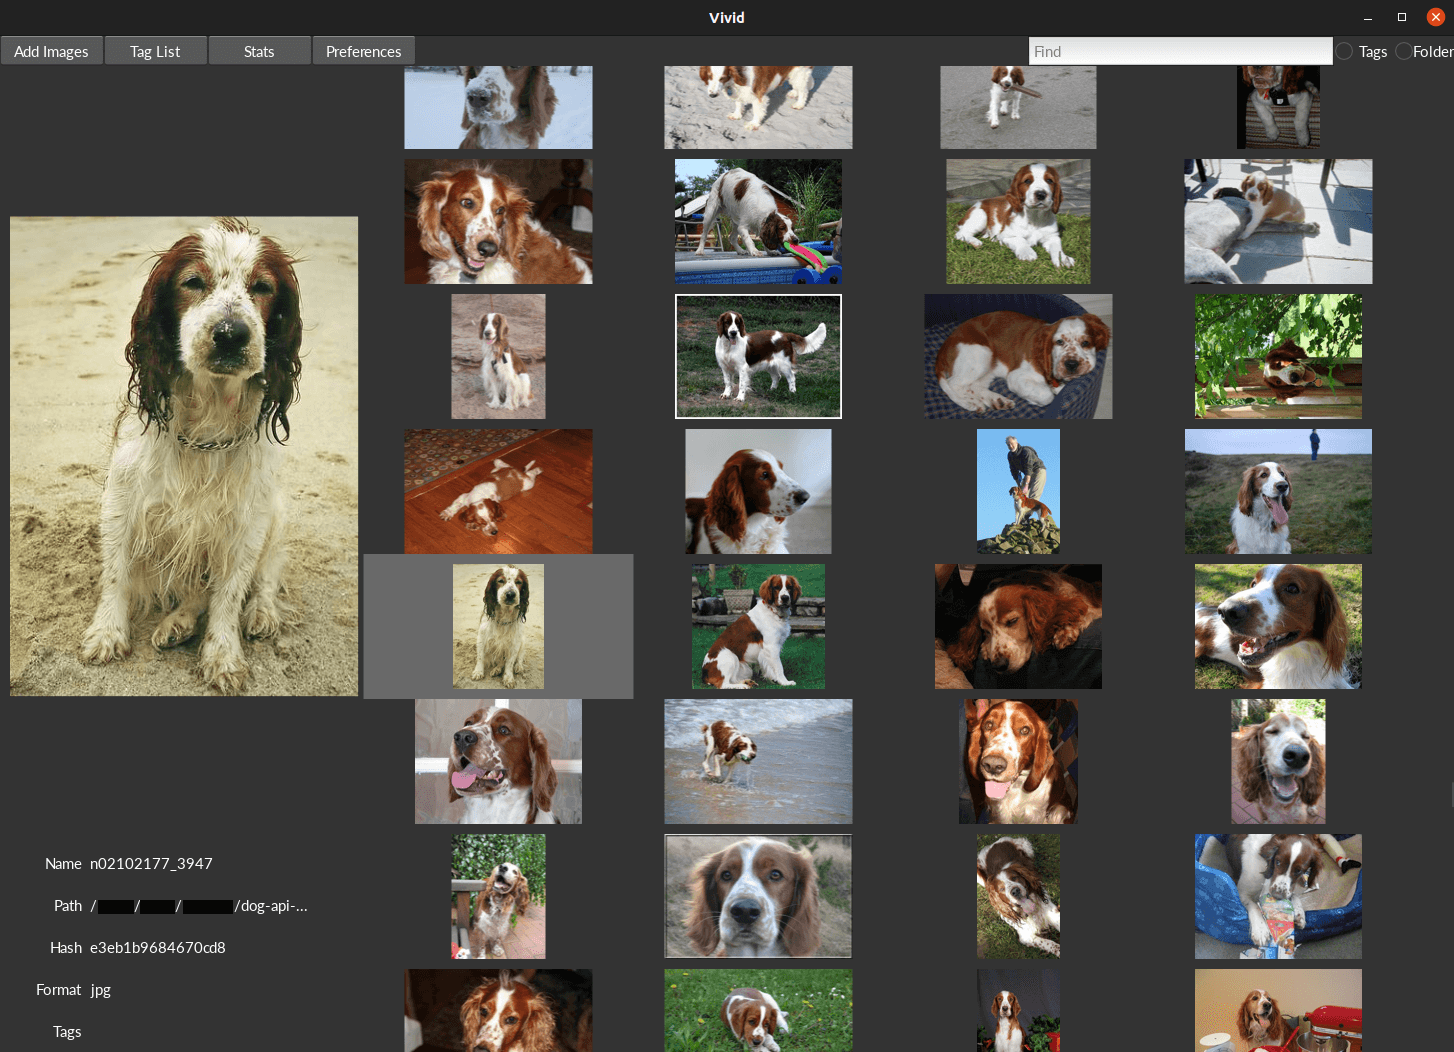 Vivid
Add Images Tag List Stats Preferences Find Tags Folder
Name n02102177_3947
Path / / / /dog-api-...
Hash e3eb1b9684670cd8
Format jpg
Tags